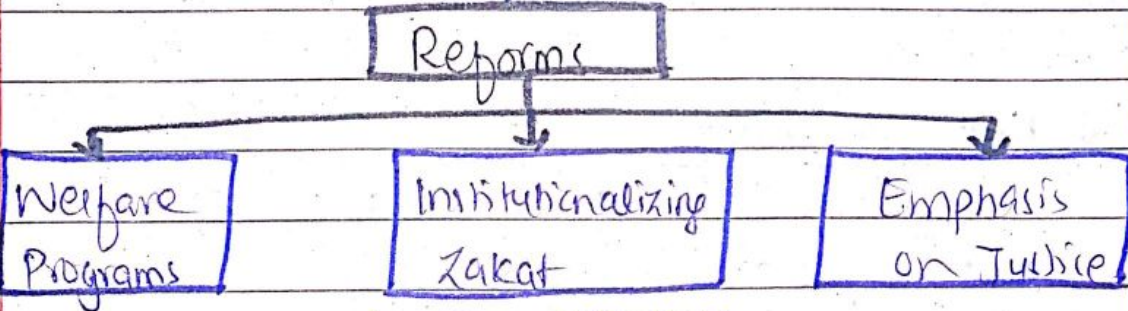 Reforms
Welfare
Programs
Institutionalizing
Zakat
Emphasis
on Justice